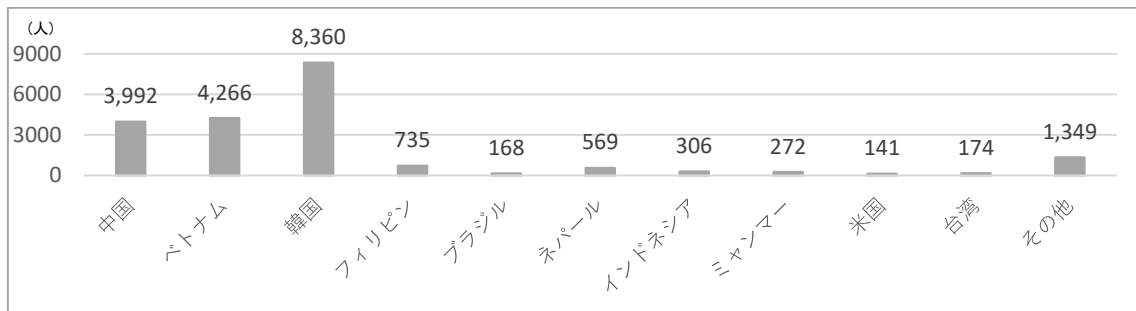 （人）
9000
6000
3000
0
3,992
4,266
8,360
735
168
569
306
272
141
174
1,349
中国
ベトナム
韓国
フィリピン
ブラジル
ネパール
インドネシア
ミャンマー
米国
台湾
その他